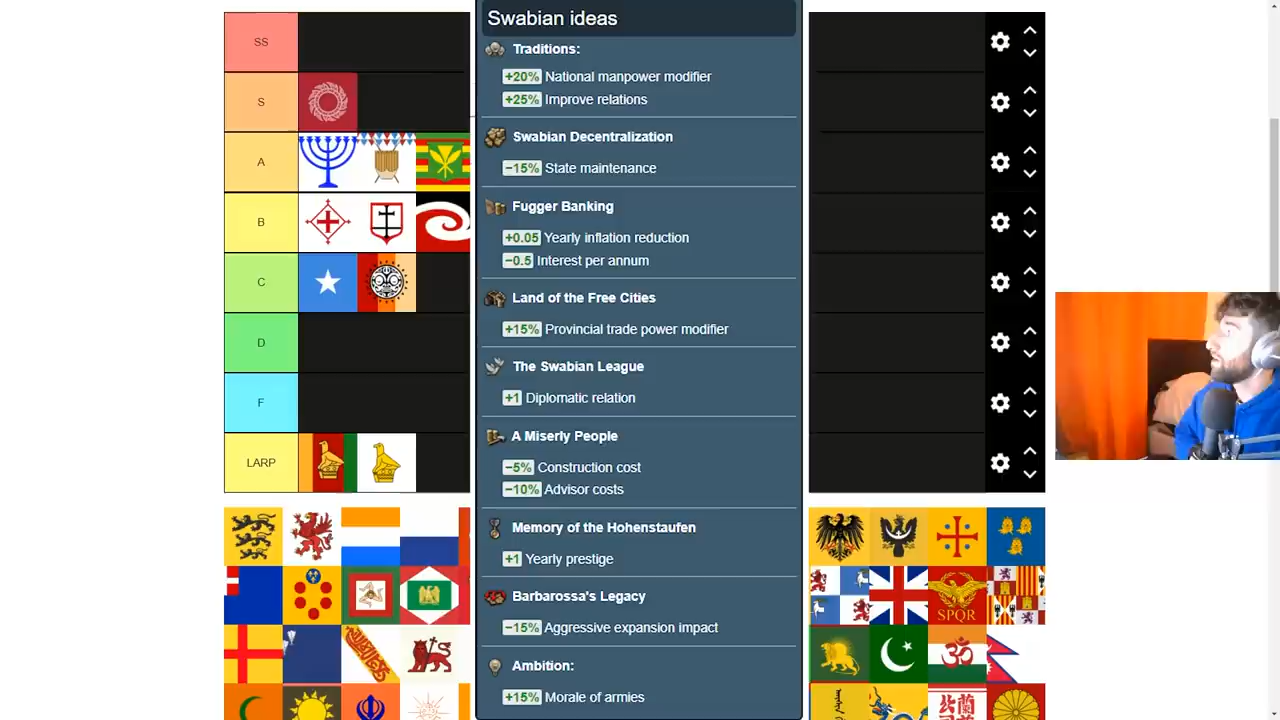 SS
S
A
B
C
D
F
LARP
Swabian ideas
Traditions:
+20% National manpower modifier
+25% Improve relations
Swabian Decentralization
−15% State maintenance
Fugger Banking
+0.05 Yearly inflation reduction
−0.5 Interest per annum
Land of the Free Cities
+15% Provincial trade power modifier
The Swabian League
+1 Diplomatic relation
A Miserly People
−5% Construction cost
−10% Advisor costs
Memory of the Hohenstaufen
+1 Yearly prestige
Barbarossa's Legacy
−15% Aggressive expansion impact
Ambition:
+15% Morale of armies
SPQR
ॐ